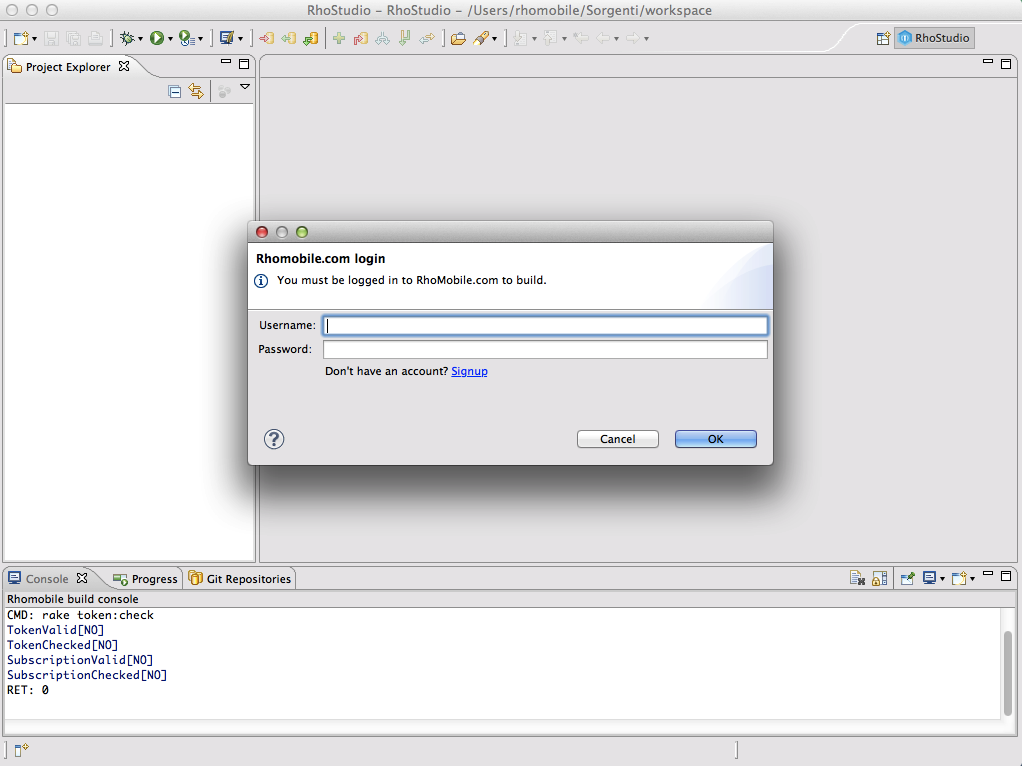 RhoStudio – RhoStudio – /Users/rhomobile/Sorgenti/workspace
RhoStudio
Project Explorer
Rhomobile.com login
You must be logged in to RhoMobile.com to build.
Username:
Password:
Don't have an account? Signup
?
Cancel
OK
Console
Progress
Git Repositories
Rhomobile build console
CMD: rake token:check
TokenValid[NO]
TokenChecked[NO]
SubscriptionValid[NO]
SubscriptionChecked[NO]
RET: 0